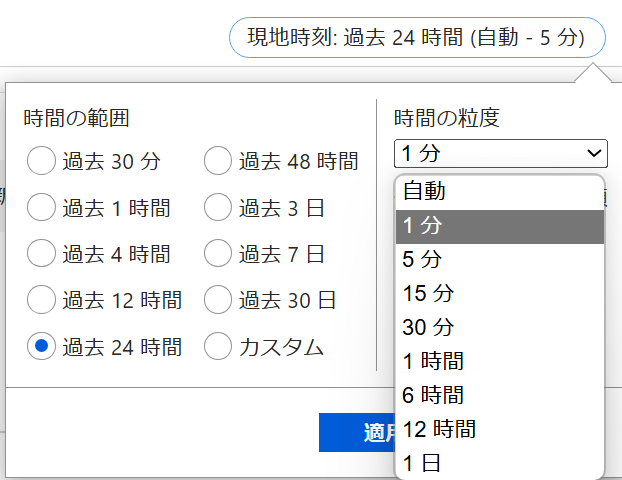 現地時刻: 過去 24 時間 (自動 - 5 分)
時間の範囲
過去 30 分
過去 48 時間
過去 1 時間
過去 3 日
過去 4 時間
過去 7 日
過去 12 時間
過去 30 日
過去 24 時間
カスタム
時間の粒度
1 分
自動
1 分
5 分
15 分
30 分
1 時間
6 時間
12 時間
1 日
適用